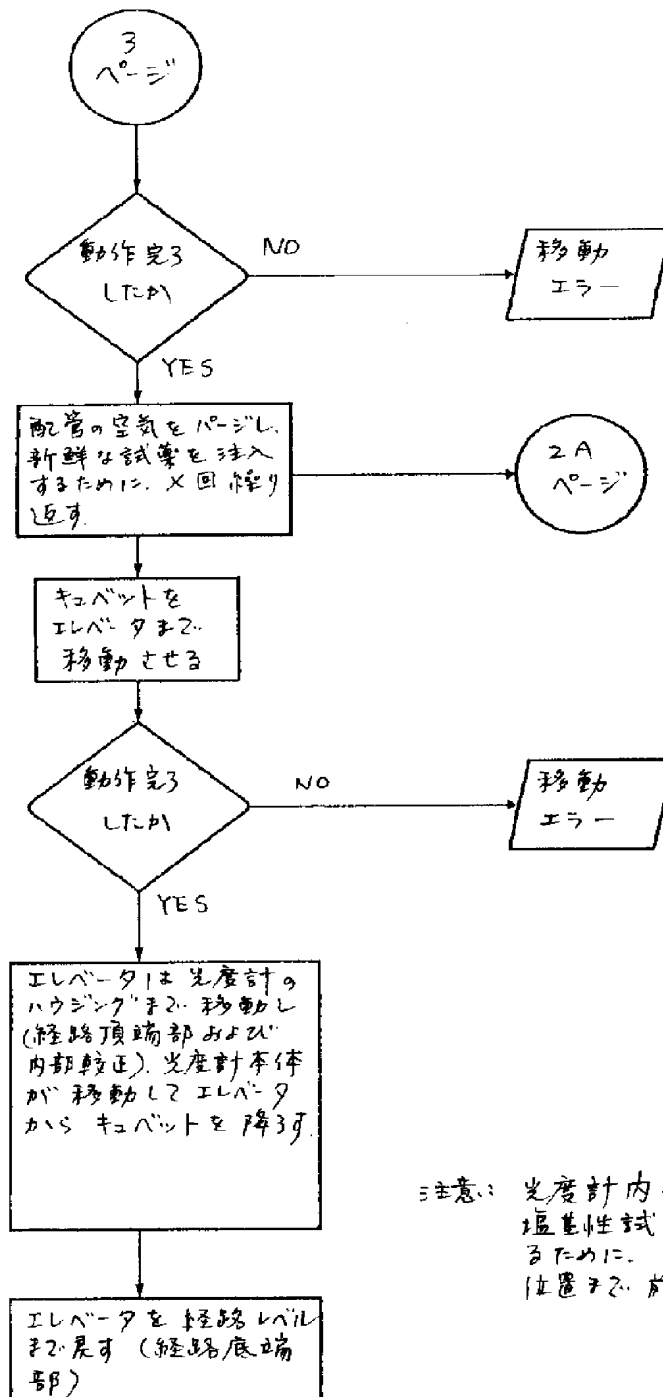 3
ページ
動作完了
したか
NO
移動
エラー
YES
配管の空気をパージし、
新鮮な試薬を注入
するために、X回繰り
返す.
2A
ページ
キュベットを
エレベータまで
移動させる
動作完了
したか
NO
移動
エラー
YES
エレベータは光度計の
ハウジングまで移動し
(経路頂端部および
内部較正)、光度計本体
が移動してエレベータ
からキュベットを降ろす.
注意: 光度計内
塩基性試
るために、
位置まで
エレベータを経路レベル
まで戻す (経路底端
部)